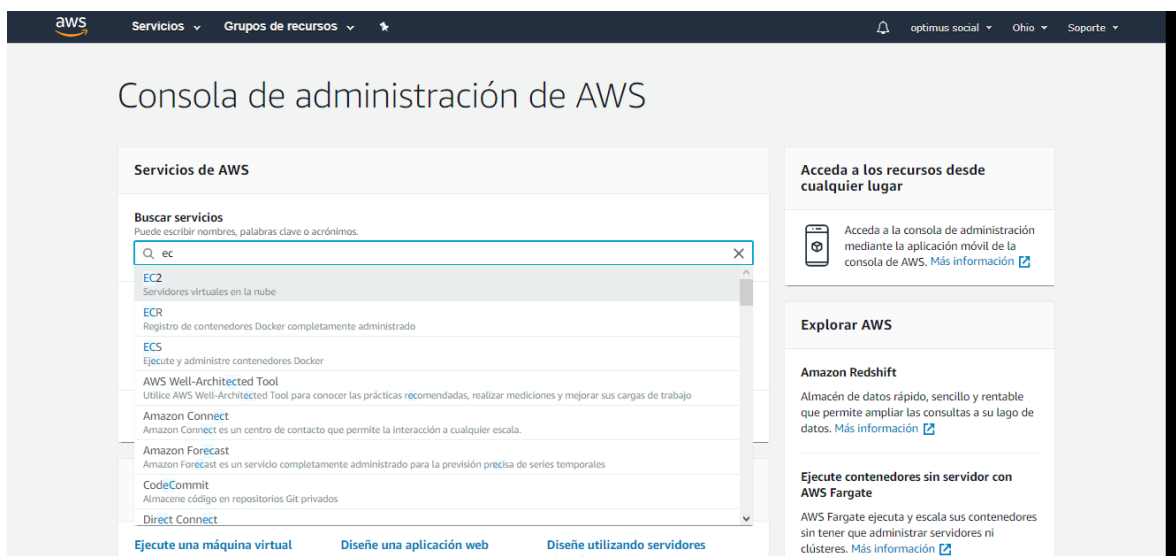 aws
Servicios
Grupos de recursos
optimus social
Ohio
Soporte
Consola de administración de AWS
Servicios de AWS
Buscar servicios
Puede escribir nombres, palabras clave o acrónimos.
ec
EC2
Servidores virtuales en la nube
ECR
Registro de contenedores Docker completamente administrado
ECS
Ejecute y administre contenedores Docker
AWS Well-Architected Tool
Utilice AWS Well-Architected Tool para conocer las prácticas recomendadas, realizar mediciones y mejorar sus cargas de trabajo
Amazon Connect
Amazon Connect es un centro de contacto que permite la interacción a cualquier escala.
Amazon Forecast
Amazon Forecast es un servicio completamente administrado para la previsión precisa de series temporales
CodeCommit
Almacene código en repositorios Git privados
Direct Connect
Ejecute una máquina virtual
Diseñe una aplicación web
Diseñe utilizando servidores
Acceda a los recursos desde
cualquier lugar
Acceda a la consola de administración
mediante la aplicación móvil de la
consola de AWS. Más información
Explorar AWS
Amazon Redshift
Almacén de datos rápido, sencillo y rentable
que permite ampliar las consultas a su lago de
datos. Más información
Ejecute contenedores sin servidor con
AWS Fargate
AWS Fargate ejecuta y escala sus contenedores
sin tener que administrar servidores ni
clústeres. Más información